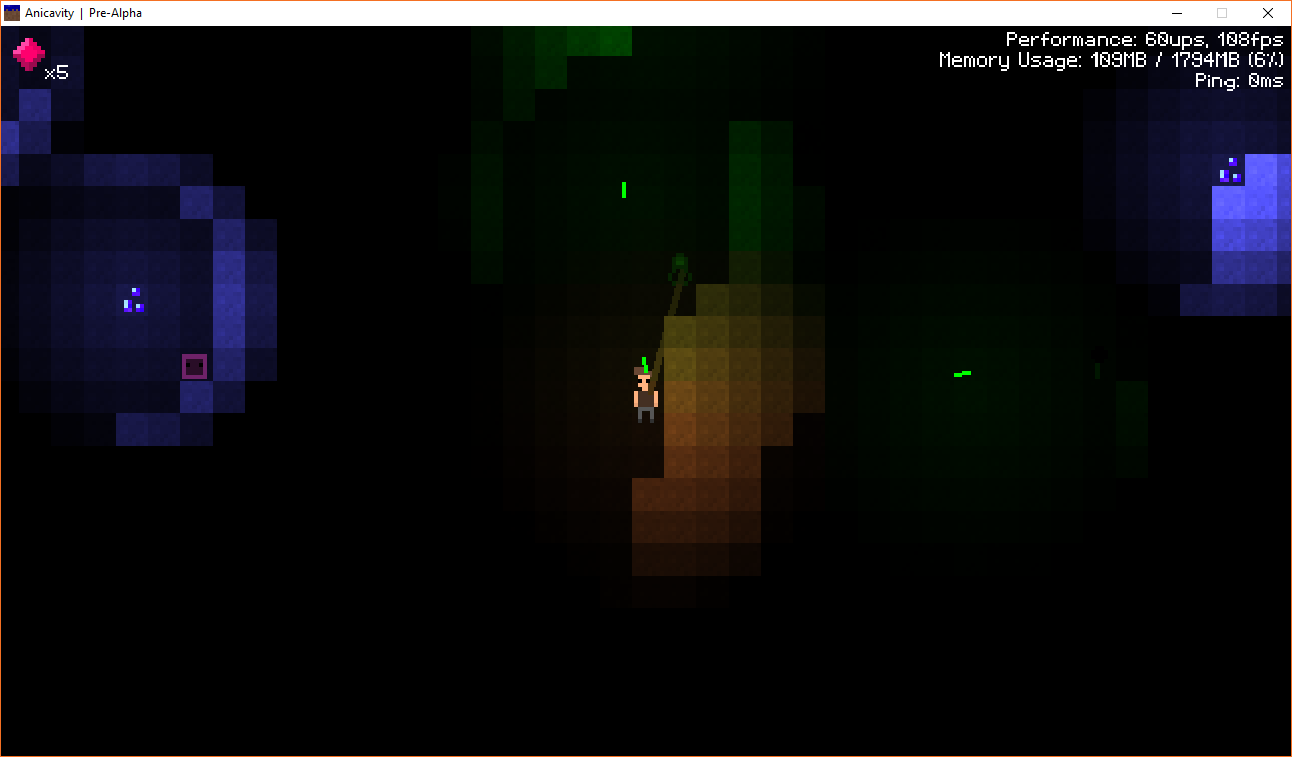 Anicavity | Pre-Alpha
x5
Performance: 60ups, 108fps
Memory Usage: 109MB / 1794MB (6%)
Ping: 0ms